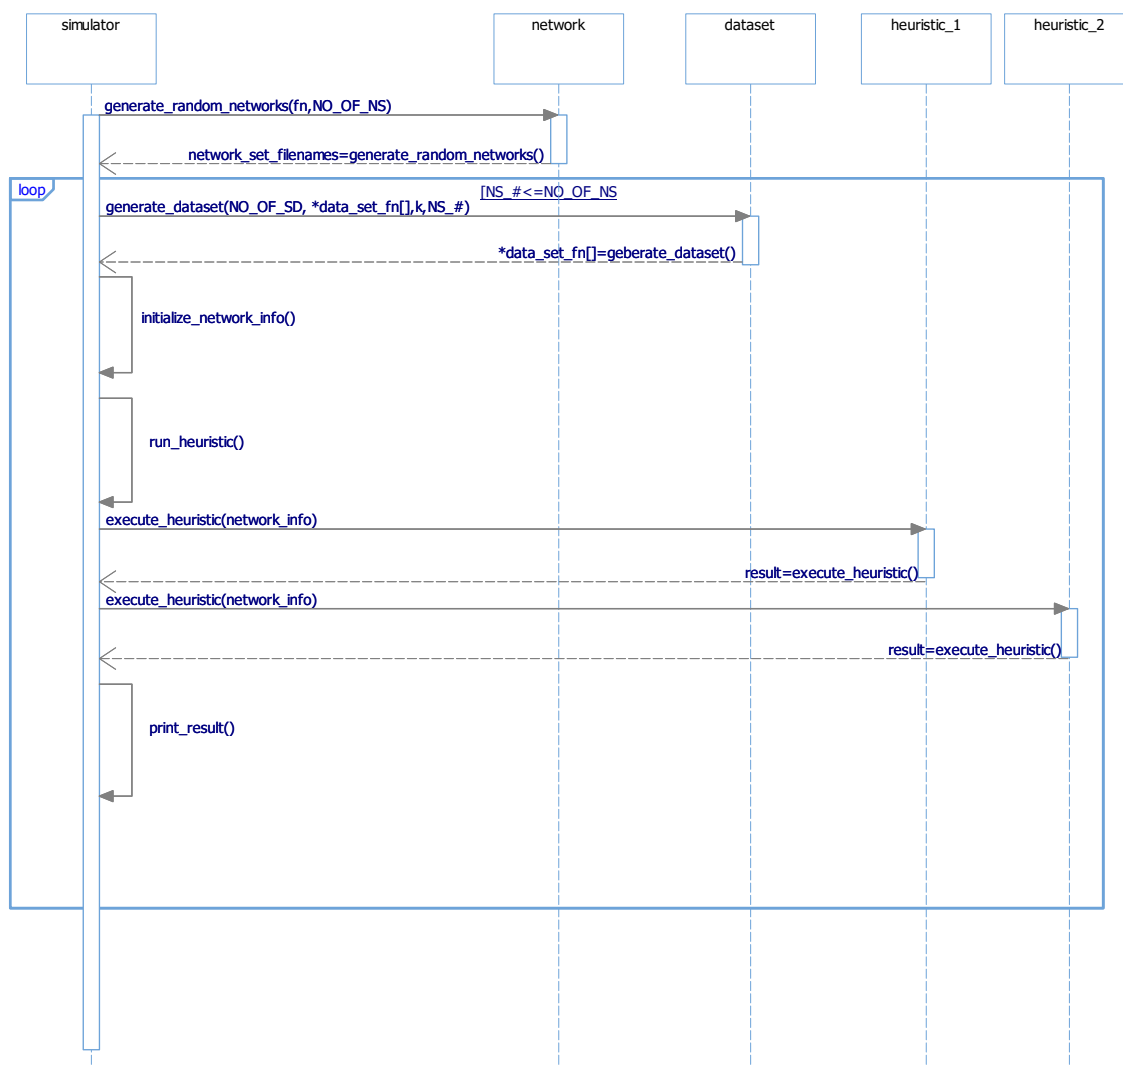 simulator
network
dataset
heuristic_1
heuristic_2
generate_random_networks(fn,NO_OF_NS)
network_set_filenames=generate_random_networks()
loop
[NS_#<=NO_OF_NS
generate_dataset(NO_OF_SD, *data_set_fn[],k,NS_#)
*data_set_fn[]=geberate_dataset()
initialize_network_info()
run_heuristic()
execute_heuristic(network_info)
result=execute_heuristic()
execute_heuristic(network_info)
result=execute_heuristic()
print_result()